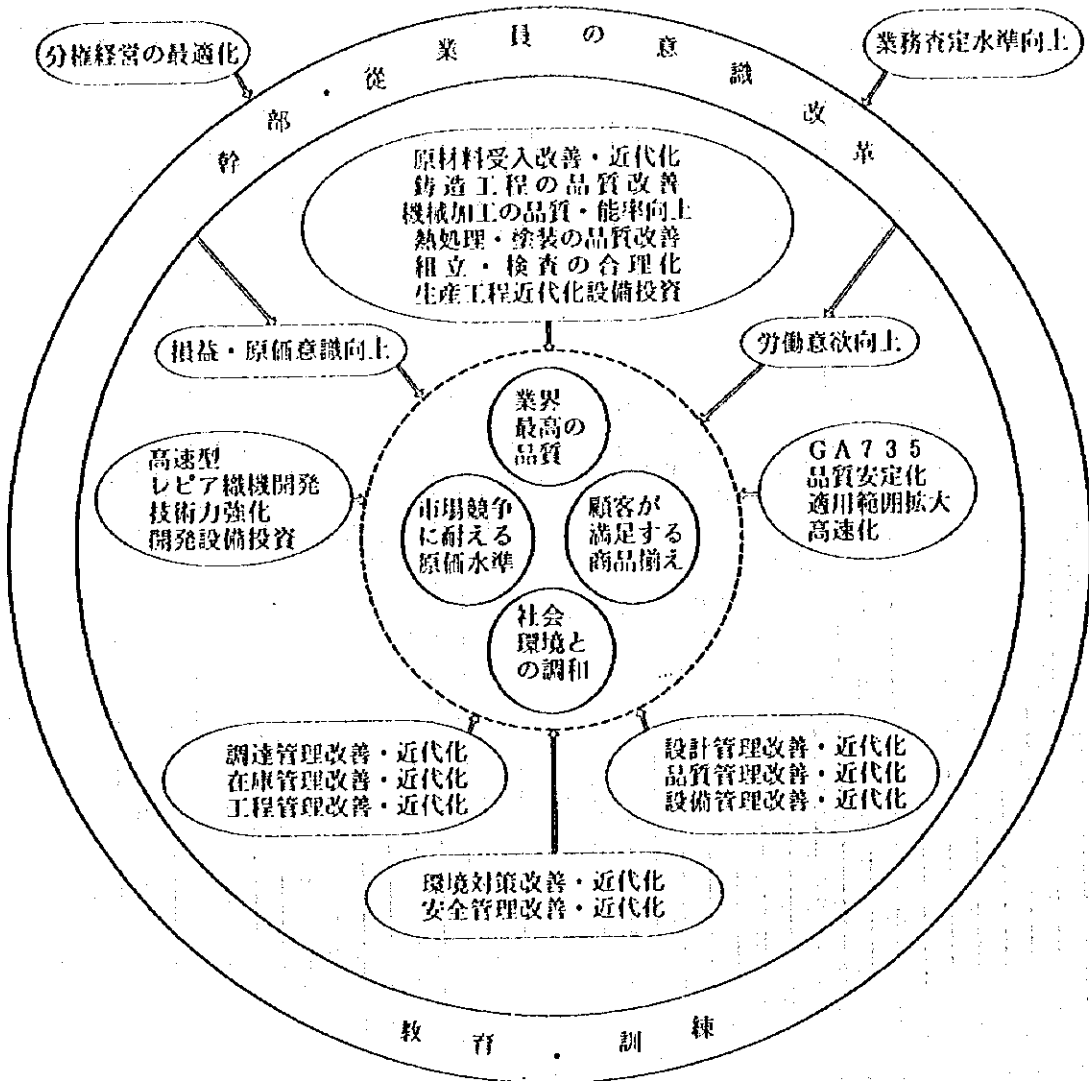 分権経営の最適化
業務査定水準向上
幹部・従業員の意識改革
原材料受入改善・近代化
鋳造工程の品質改善
機械加工の品質・能率向上
熱処理・塗装の品質改善
組立・検査の合理化
生産工程近代化設備投資
損益・原価意識向上
労働意欲向上
業界
最高の
品質
高速型
レピア織機開発
技術力強化
開発設備投資
市場競争
に耐える
原価水準
顧客が
満足する
商品揃え
GA735
品質安定化
適用範囲拡大
高速化
社会
環境と
の調和
調達管理改善・近代化
在庫管理改善・近代化
工程管理改善・近代化
設計管理改善・近代化
品質管理改善・近代化
設備管理改善・近代化
環境対策改善・近代化
安全管理改善・近代化
教育・訓練